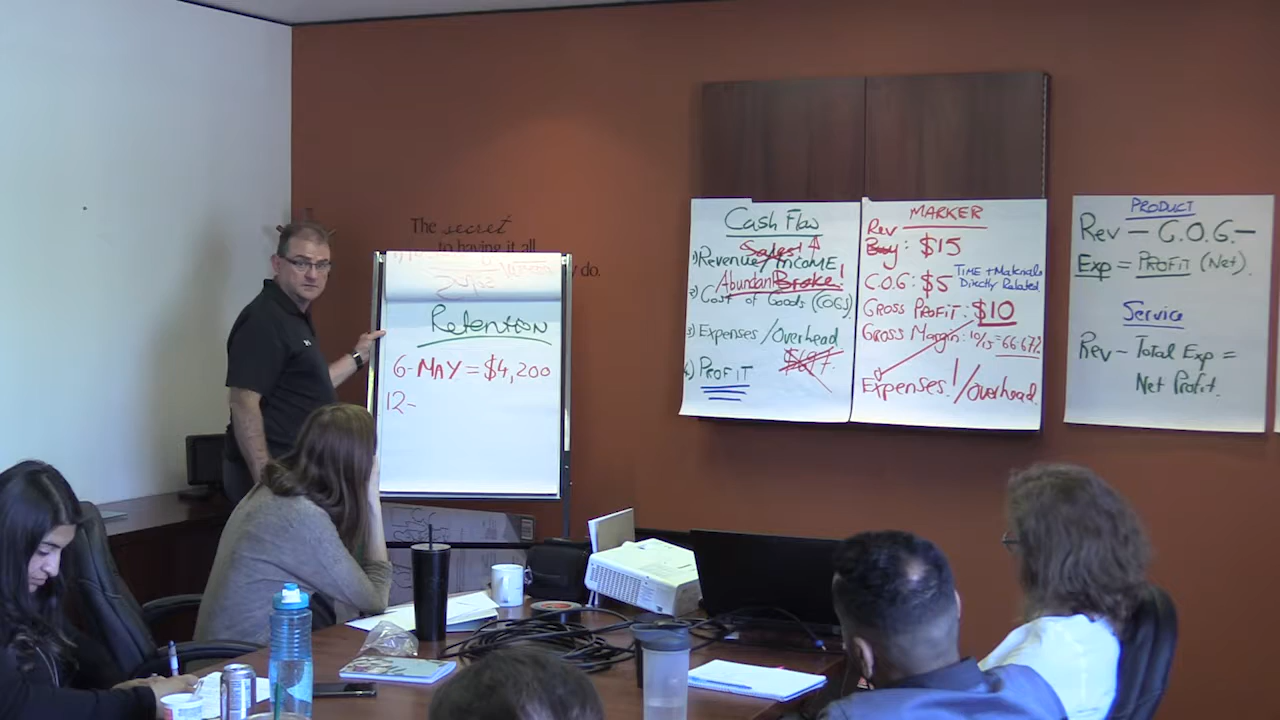 The secret
to having it all
do.
Retention
6-MAY = $4,200
12-
Cash Flow
Sales!
1) Revenue/INCOME
Abundant Broke!
2) Cost of Goods (COGS)
3) Expenses/Overhead
$697
4) PROFIT
MARKER
Rev
Buy: $15
C.O.G: $5 TIME + Materials
Directly Related.
GROSS PROFIT: $10
GROSS Margin: 10/15=66.67%
Expenses!/Overhead.
PRODUCT
Rev - C.O.G. -
Exp = PROFIT (Net).
Service
Rev - Total Exp =
Net Profit.